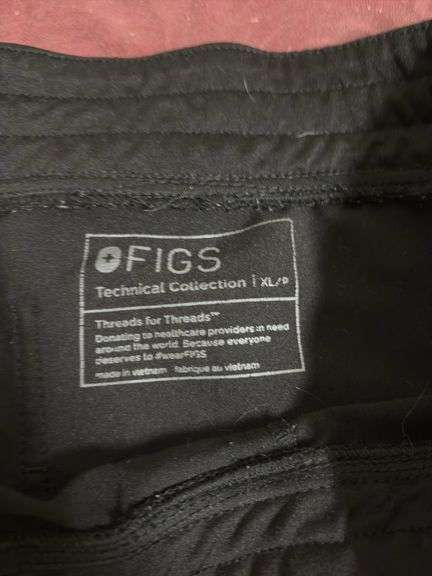 FIGS
Technical Collection | XL/P
Threads for Threads™
Donating to healthcare providers in need
around the world. Because everyone
deserves to #wearFIGS
made in vietnam fabrique au vietnam